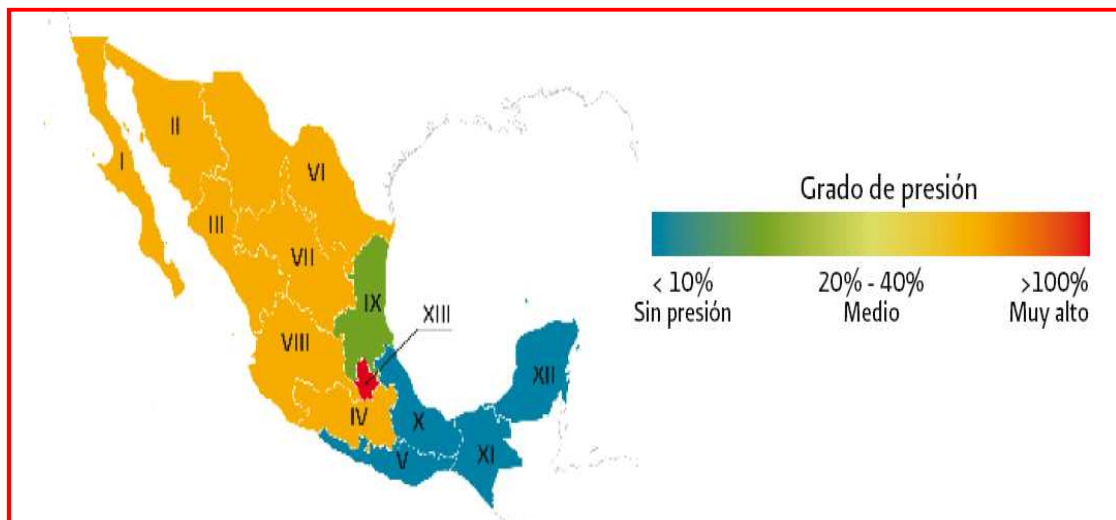 II
I
VI
III
VII
IX
XIII
VIII
XII
IV
X
V
XI
Grado de presión
< 10% 20% - 40% >100%
Sin presión Medio Muy alto